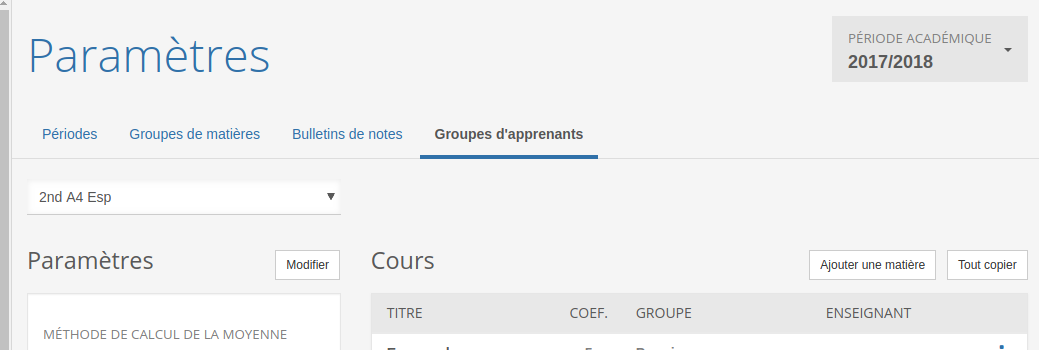 Paramètres
PÉRIODE ACADÉMIQUE
2017/2018
Périodes Groupes de matières Bulletins de notes Groupes d'apprenants
2nd A4 Esp
Paramètres Modifier Cours Ajouter une matière Tout copier
TITRE COEF. GROUPE ENSEIGNANT
MÉTHODE DE CALCUL DE LA MOYENNE